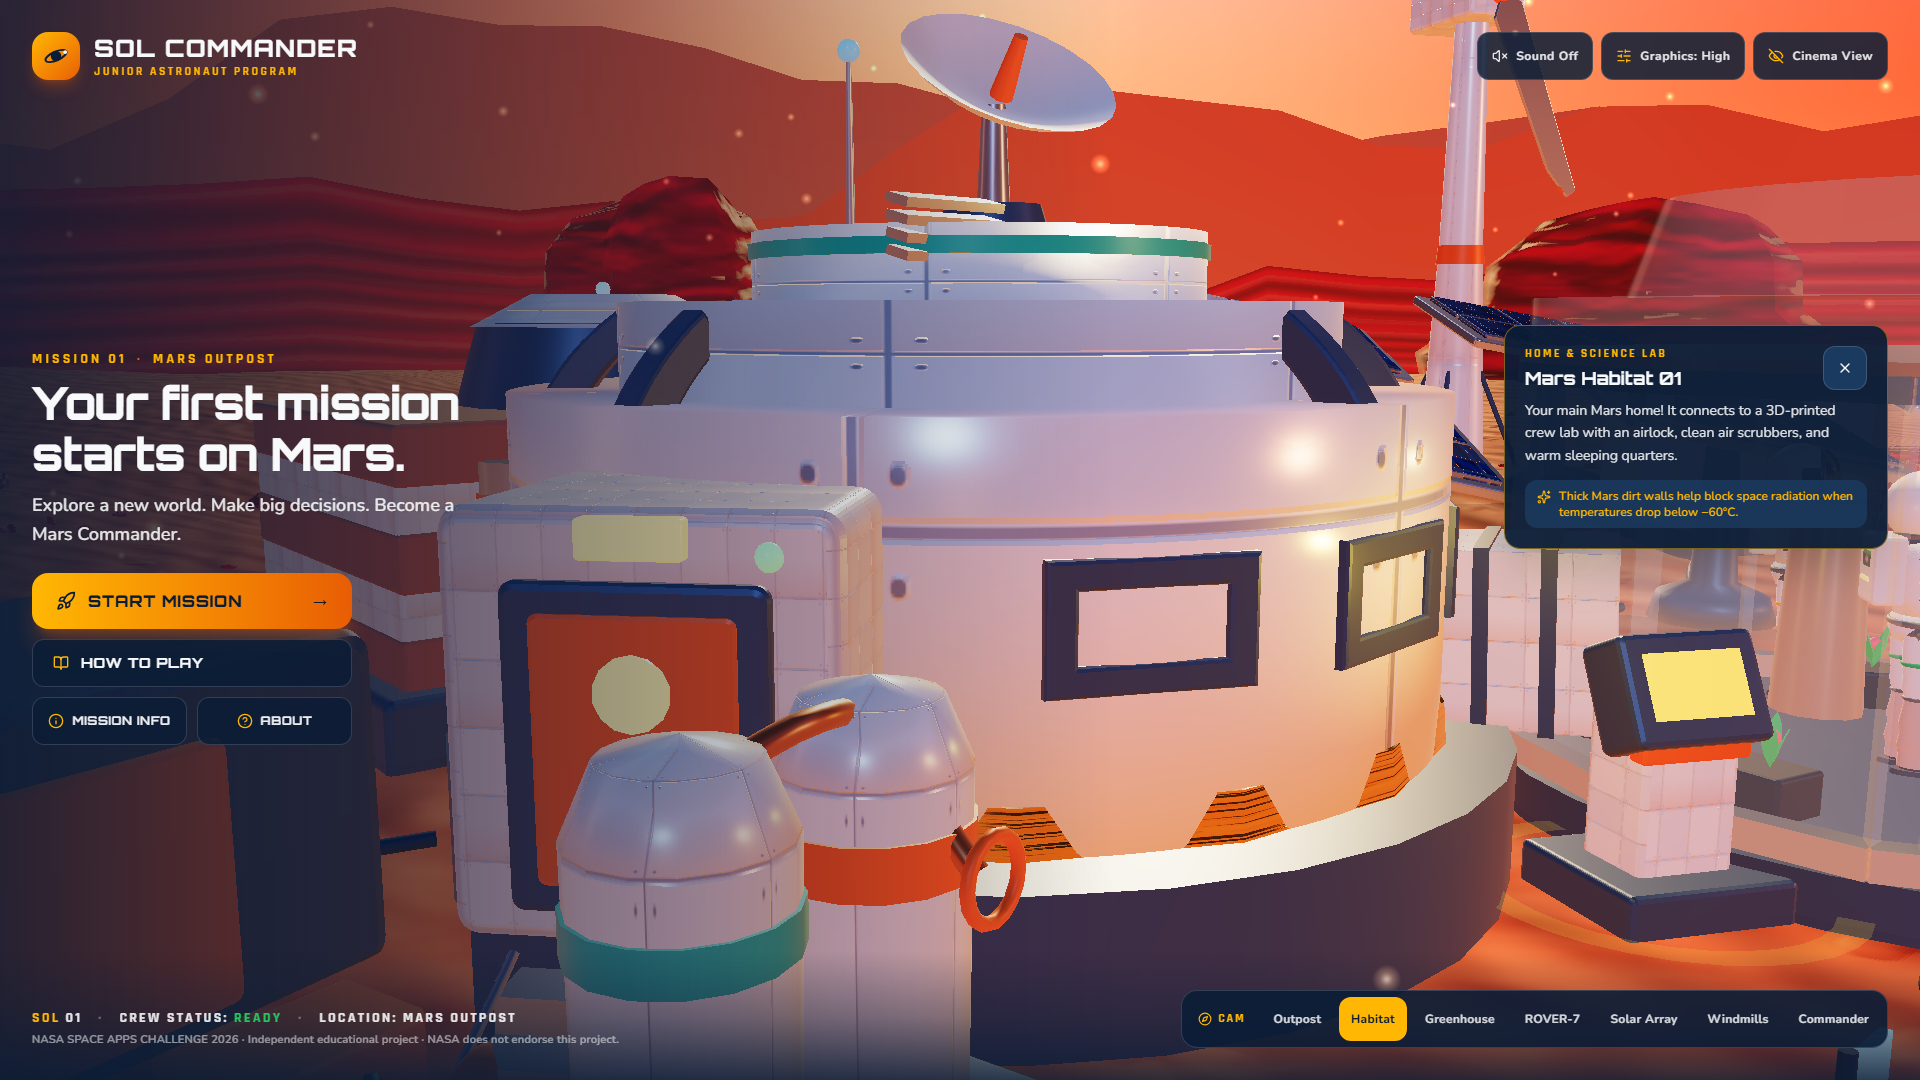 SOL COMMANDER
JUNIOR ASTRONAUT PROGRAM
Sound Off
Graphics: High
Cinema View
MISSION 01 · MARS OUTPOST
Your first mission
starts on Mars.
Explore a new world. Make big decisions. Become a
Mars Commander.
START MISSION →
HOW TO PLAY
MISSION INFO
ABOUT
HOME & SCIENCE LAB
Mars Habitat 01
Your main Mars home! It connects to a 3D-printed
crew lab with an airlock, clean air scrubbers, and
warm sleeping quarters.
Thick Mars dirt walls help block space radiation when
temperatures drop below −60°C.
SOL 01 · CREW STATUS: READY · LOCATION: MARS OUTPOST
NASA SPACE APPS CHALLENGE 2026 · Independent educational project · NASA does not endorse this project.
CAM Outpost Habitat Greenhouse ROVER-7 Solar Array Windmills Commander